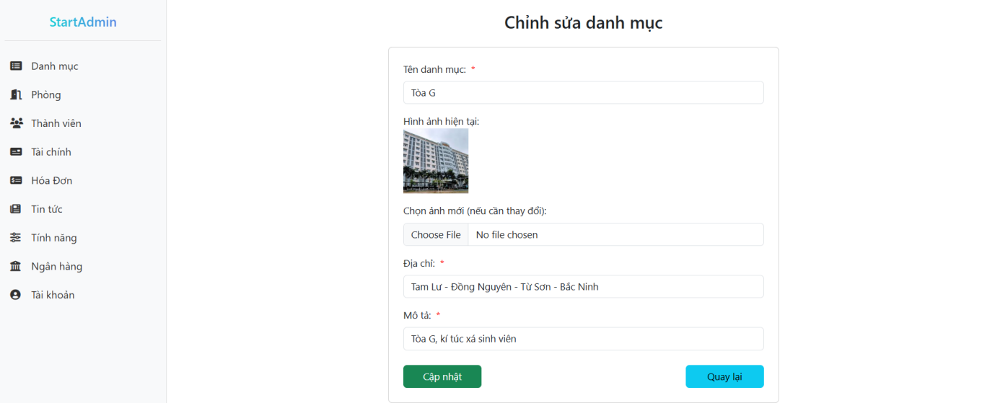 StartAdmin
Danh mục
Phòng
Thành viên
Tài chính
Hóa Đơn
Tin tức
Tính năng
Ngân hàng
Tài khoản
Chỉnh sửa danh mục
Tên danh mục: *
Tòa G
Hình ảnh hiện tại:
Chọn ảnh mới (nếu cần thay đổi):
Choose File No file chosen
Địa chỉ: *
Tam Lư - Đồng Nguyên - Từ Sơn - Bắc Ninh
Mô tả: *
Tòa G, kí túc xá sinh viên
Cập nhật
Quay lại